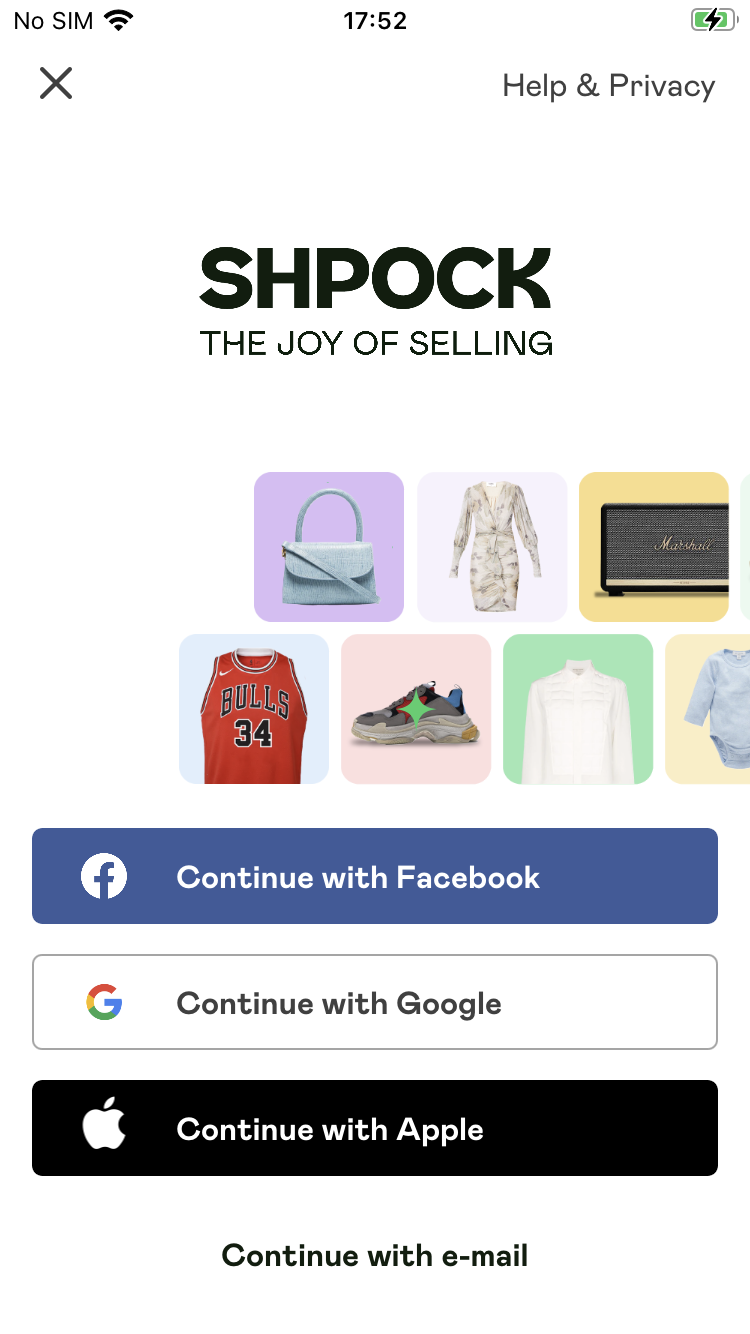 No SIM 17:52
Help & Privacy
SHPOCK
THE JOY OF SELLING
Marshall
BULLS
34
Continue with Facebook
Continue with Google
Continue with Apple
Continue with e-mail